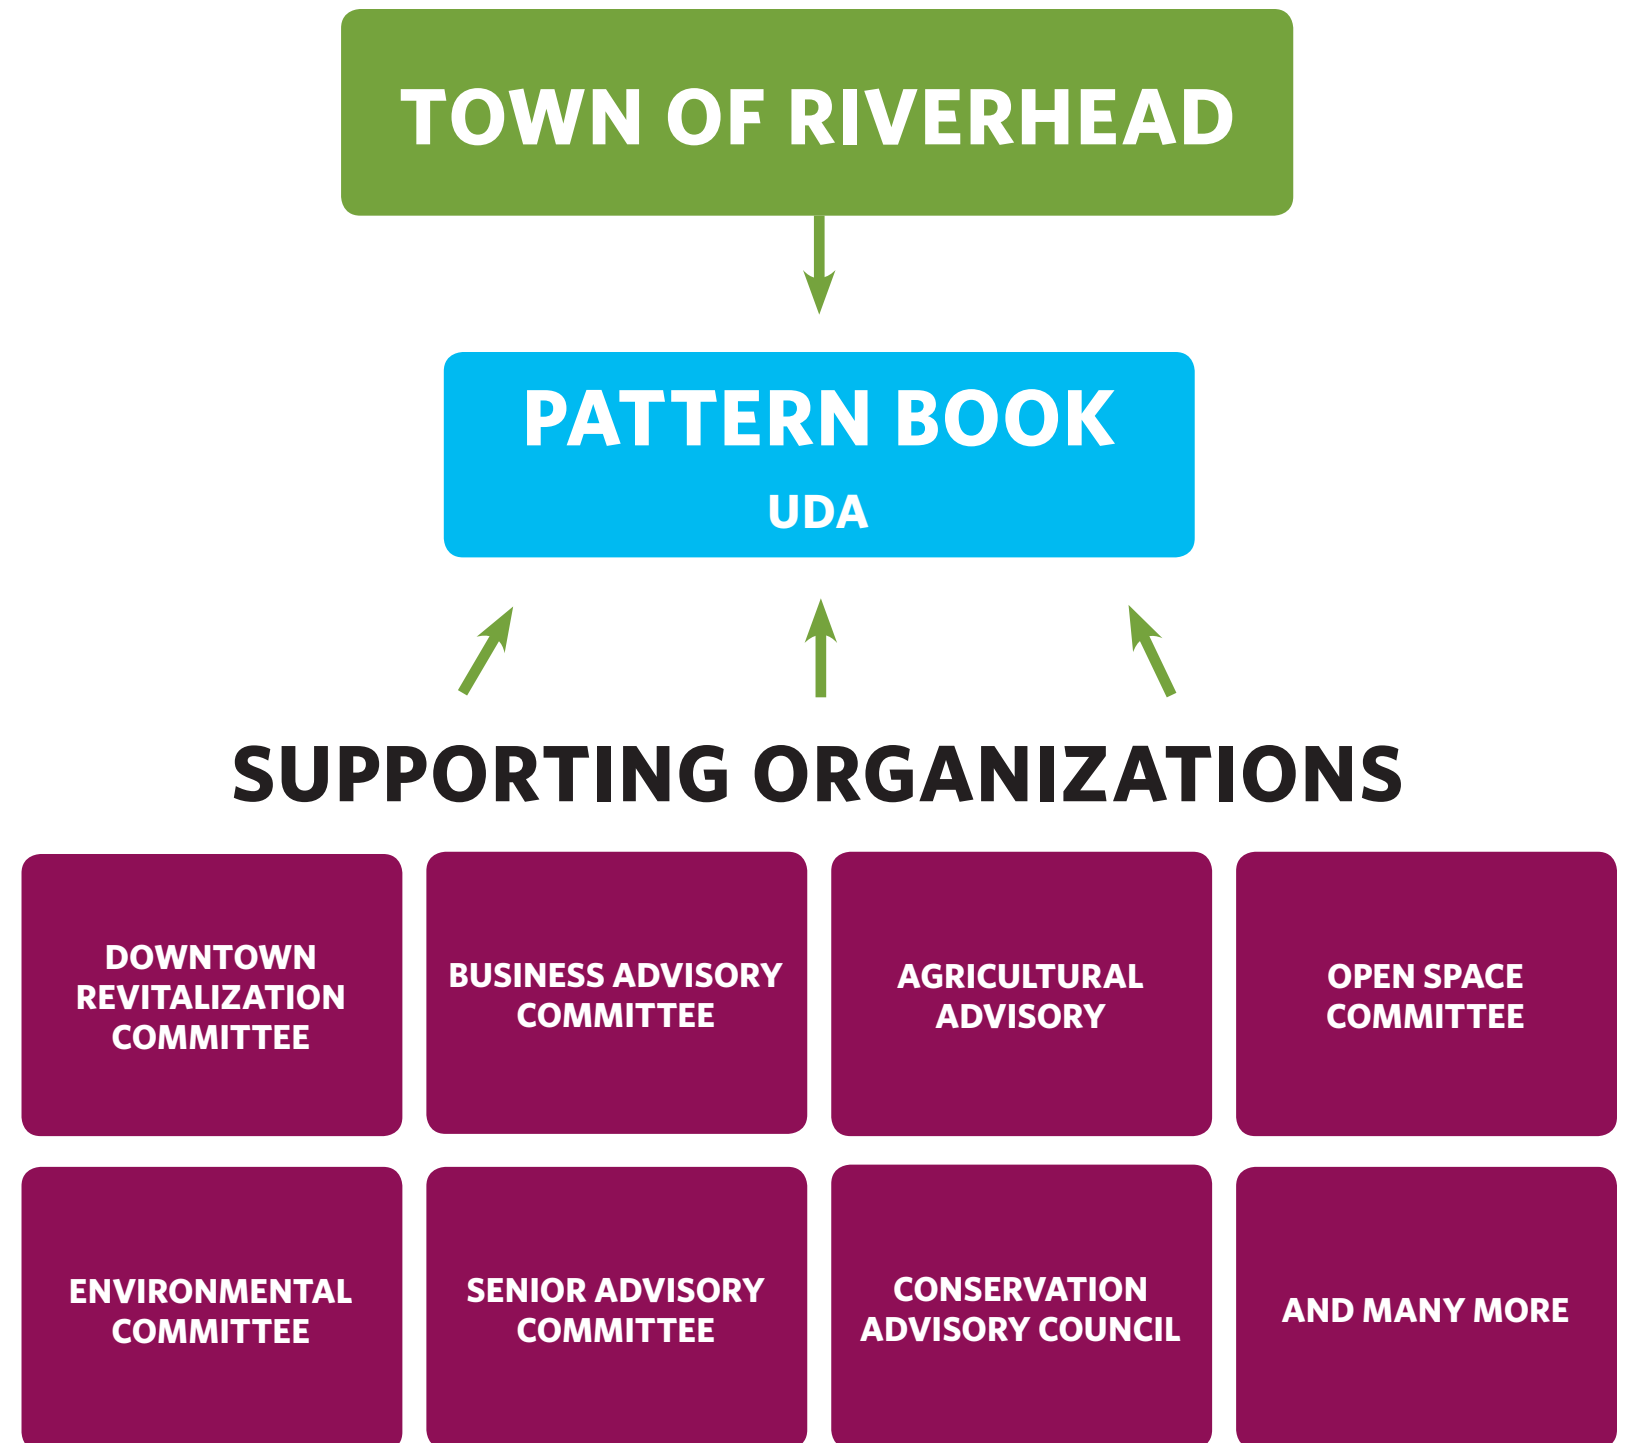 TOWN OF RIVERHEAD
PATTERN BOOK
UDA
SUPPORTING ORGANIZATIONS
DOWNTOWN
REVITALIZATION
COMMITTEE
BUSINESS ADVISORY
COMMITTEE
AGRICULTURAL
ADVISORY
OPEN SPACE
COMMITTEE
ENVIRONMENTAL
COMMITTEE
SENIOR ADVISORY
COMMITTEE
CONSERVATION
ADVISORY COUNCIL
AND MANY MORE